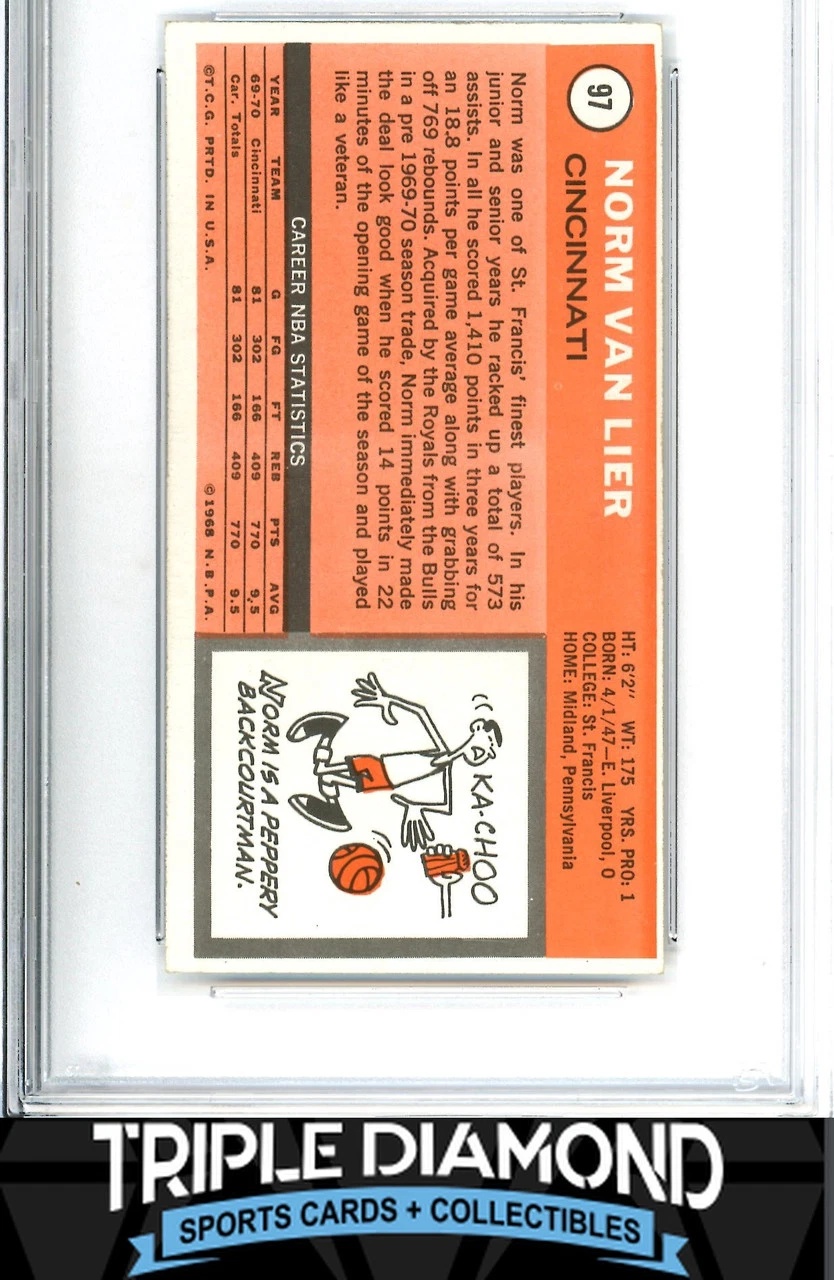 97
NORM VAN LIER
CINCINNATI
HT: 6'2" WT: 175 YRS. PRO: 1
BORN: 4/1/47—E. Liverpool, O
COLLEGE: St. Francis
HOME: Midland, Pennsylvania
Norm was one of St. Francis' finest players. In his
junior and senior years he racked up a total of 573
assists. In all he scored 1,410 points in three years for
an 18.8 points per game average along with grabbing
off 769 rebounds. Acquired by the Royals from the Bulls
in a pre 1969-70 season trade, Norm immediately made
the deal look good when he scored 14 points in 22
minutes of the opening game of the season and played
like a veteran.
CAREER NBA STATISTICS
YEAR TEAM G FG FT REB PTS AVG
69-70 Cincinnati 81 302 166 409 770 9.5
Car. Totals 81 302 166 409 770 9.5
©T.C.G. PRTD. IN U.S.A. ©1968 N.B.P.A.
KA-CHOO
NORM IS A PEPPERY
BACKCOURTMAN.
TRIPLE DIAMOND
SPORTS CARDS + COLLECTIBLES